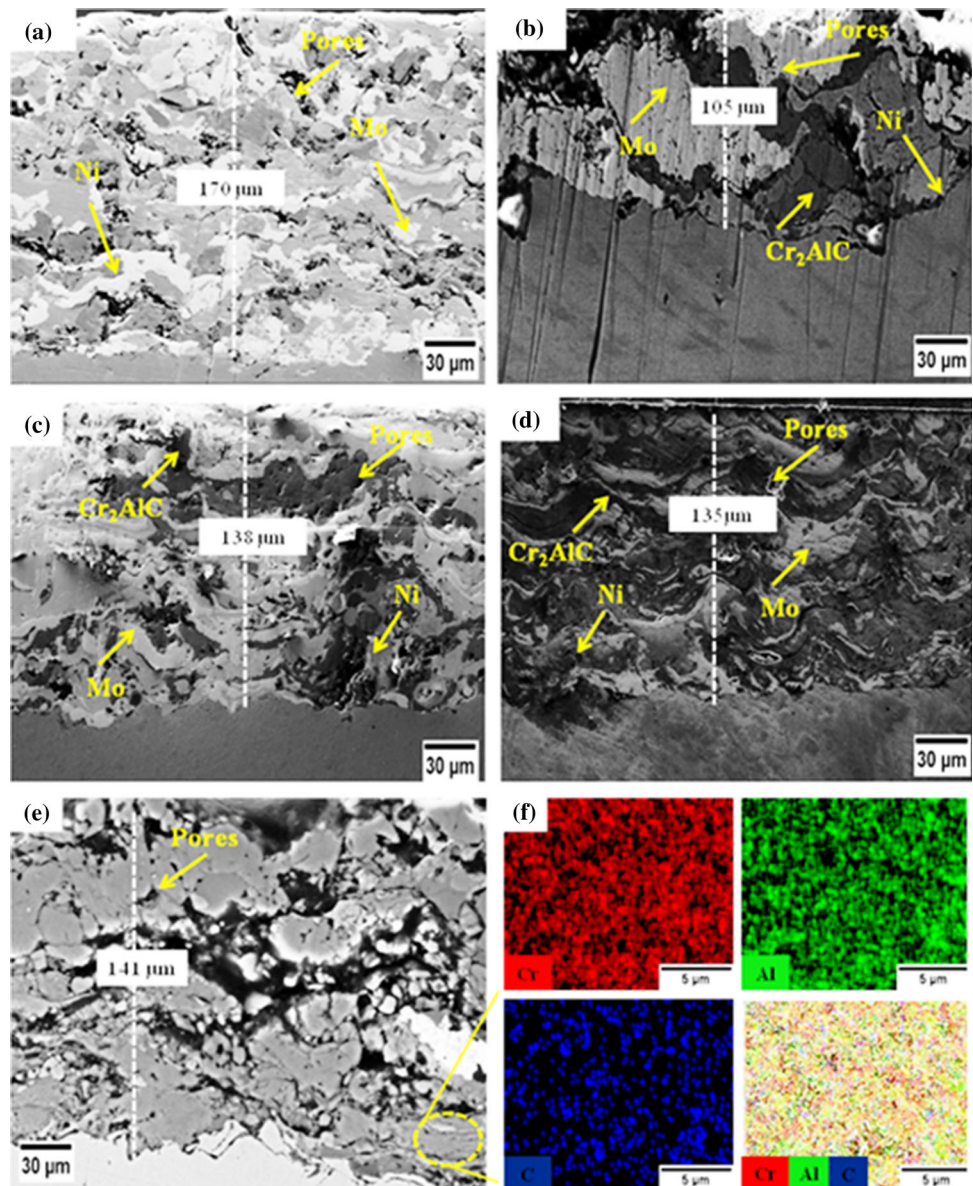 (a)
Pores
Mo
Ni
170 µm
30 µm
(b)
Pores
105 µm
Mo
Ni
Cr₂AlC
30 µm
(c)
Pores
Cr₂AlC
138 µm
Ni
Mo
30 µm
(d)
Pores
135µm
Cr₂AlC
Ni
Mo
30 µm
(e)
Pores
141 µm
30 µm
(f)
Cr
5 µm
Al
5 µm
C
5 µm
Cr Al C
5 µm